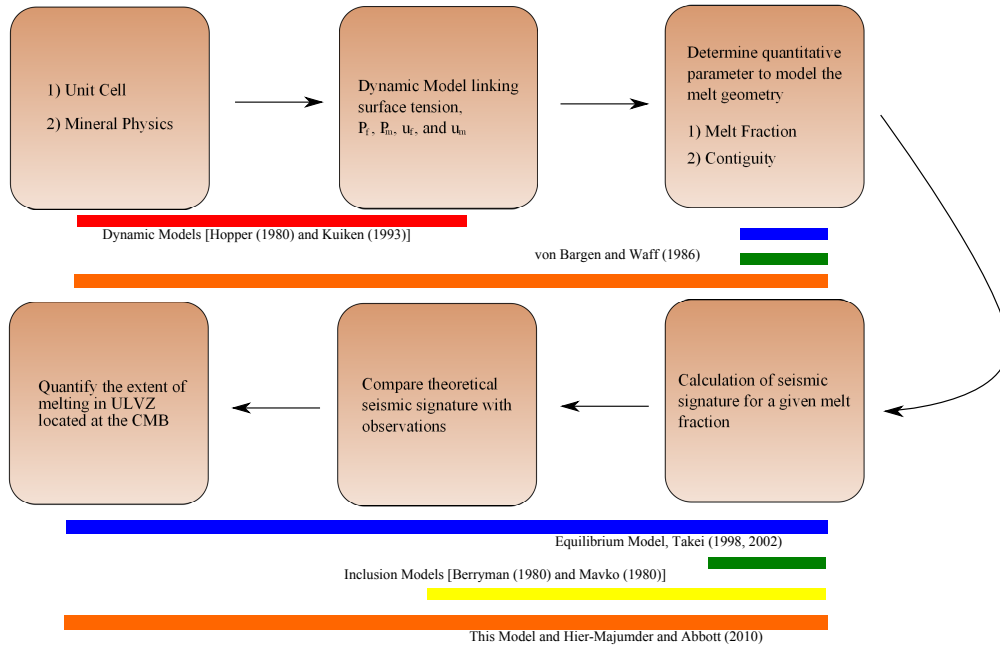 1) Unit Cell
2) Mineral Physics
Dynamic Model linking
surface tension,
Pf, Pm, uf, and um
Determine quantitative
parameter to model the
melt geometry
1) Melt Fraction
2) Contiguity
Dynamic Models [Hopper (1980) and Kuiken (1993)]
von Bargen and Waff (1986)
Quantify the extent of
melting in ULVZ
located at the CMB
Compare theoretical
seismic signature with
observations
Calculation of seismic
signature for a given melt
fraction
Equilibrium Model, Takei (1998, 2002)
Inclusion Models [Berryman (1980) and Mavko (1980)]
This Model and Hier-Majumder and Abbott (2010)